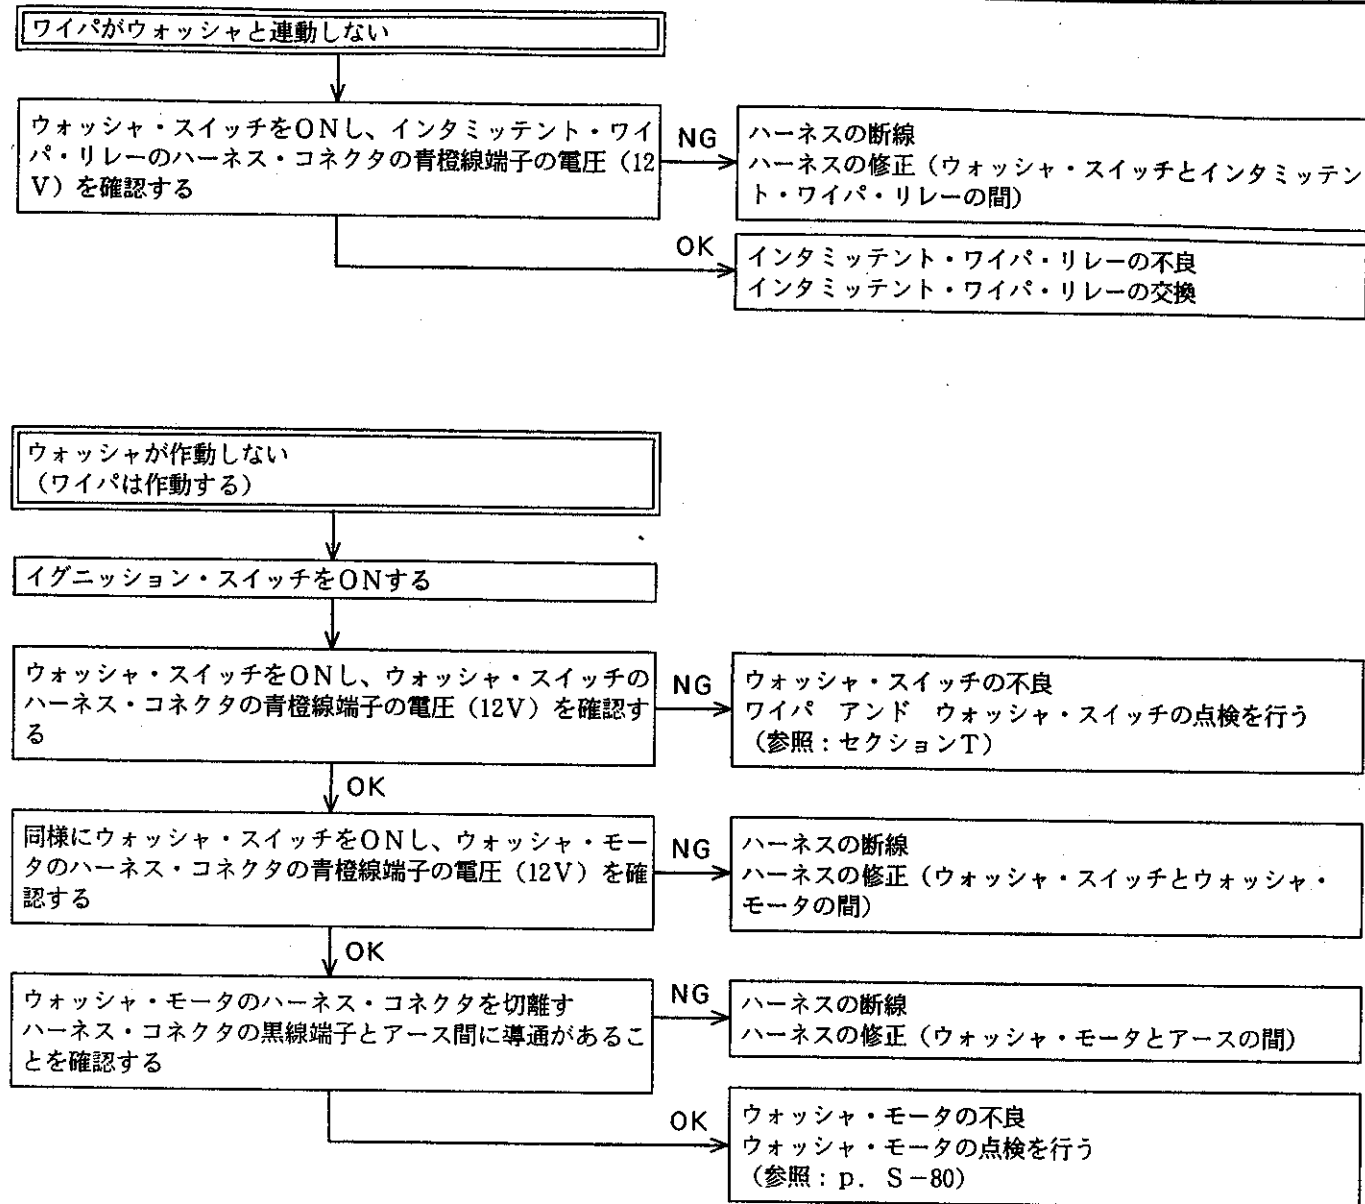 ワイパがウォッシャと連動しない
ウォッシャ・スイッチをONし、インタミッテント・ワイ
パ・リレーのハーネス・コネクタの青橙線端子の電圧（12
V）を確認する
NG
ハーネスの断線
ハーネスの修正（ウォッシャ・スイッチとインタミッテン
ト・ワイパ・リレーの間）
OK
インタミッテント・ワイパ・リレーの不良
インタミッテント・ワイパ・リレーの交換
ウォッシャが作動しない
（ワイパは作動する）
イグニッション・スイッチをONする
ウォッシャ・スイッチをONし、ウォッシャ・スイッチの
ハーネス・コネクタの青橙線端子の電圧（12V）を確認す
る
NG
ウォッシャ・スイッチの不良
ワイパ　アンド　ウォッシャ・スイッチの点検を行う
（参照：セクションT）
OK
同様にウォッシャ・スイッチをONし、ウォッシャ・モー
タのハーネス・コネクタの青橙線端子の電圧（12V）を確
認する
NG
ハーネスの断線
ハーネスの修正（ウォッシャ・スイッチとウォッシャ・
モータの間）
OK
ウォッシャ・モータのハーネス・コネクタを切離す
ハーネス・コネクタの黒線端子とアース間に導通があるこ
とを確認する
NG
ハーネスの断線
ハーネスの修正（ウォッシャ・モータとアースの間）
OK
ウォッシャ・モータの不良
ウォッシャ・モータの点検を行う
（参照：p. S－80）